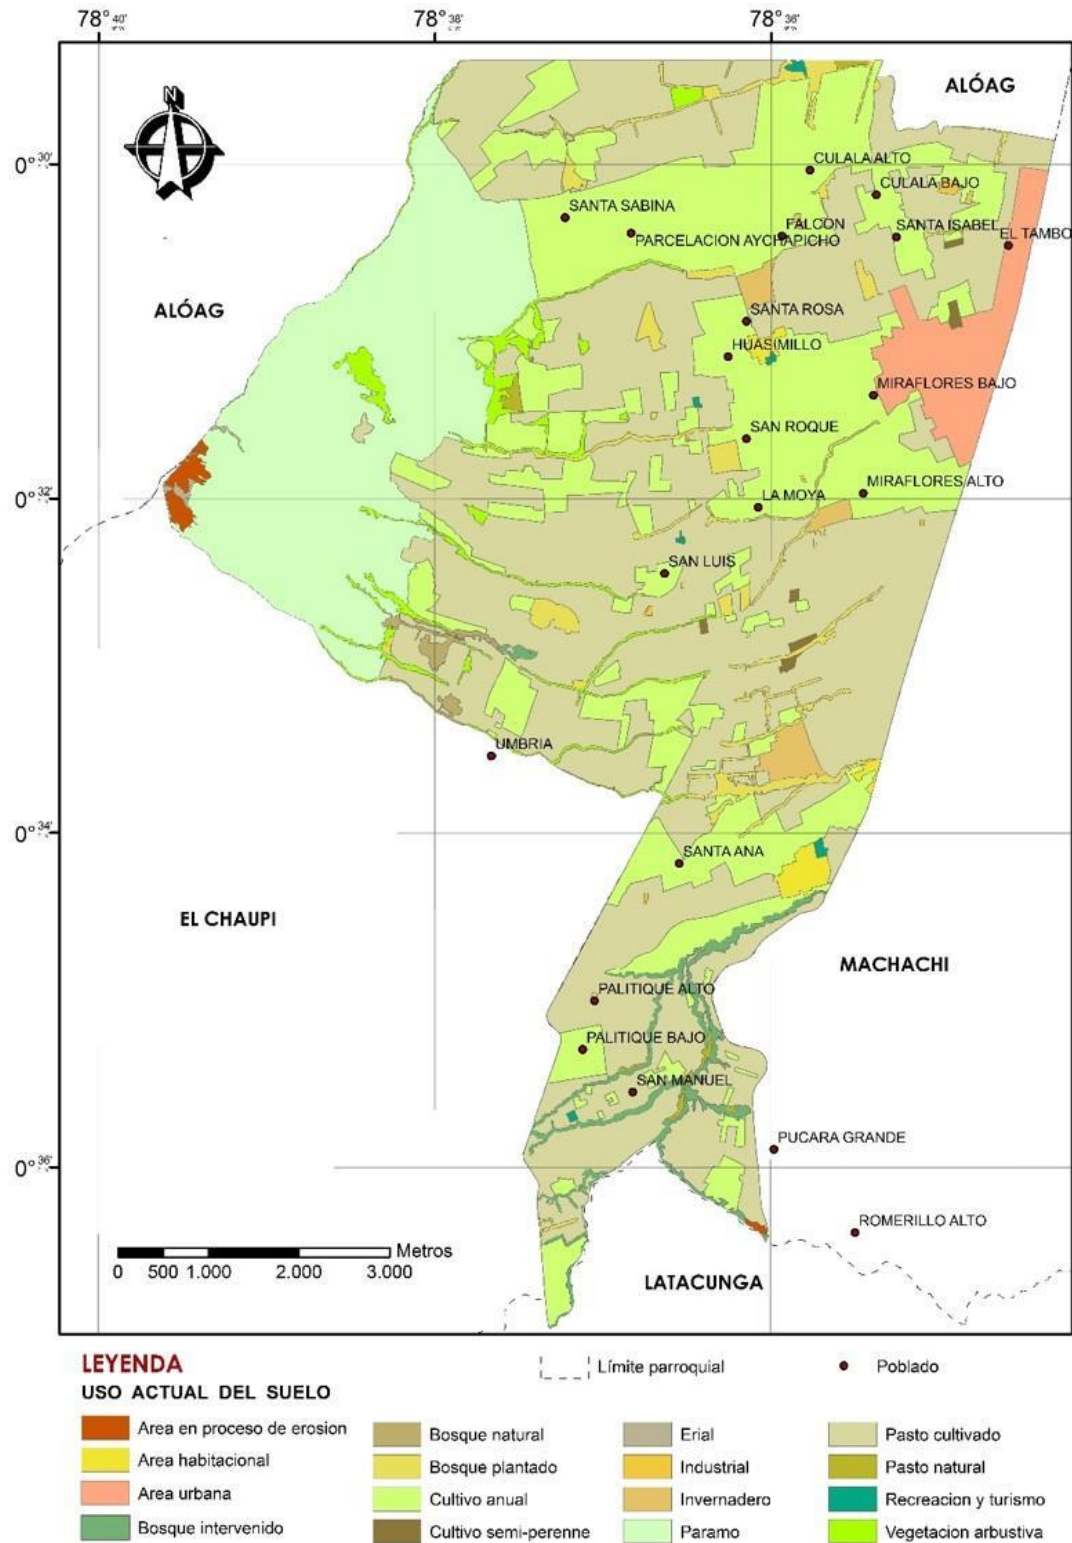 78° 40' 78° 38' 78° 36'
N
ALÓAG
0° 30'
CULALA ALTO
CULALA BAJO
SANTA SABINA
FALCON
SANTA ISABEL
PARCELACION AYCHAPICHO
EL TAMBO
ALÓAG
SANTA ROSA
HUASIMILLO
MIRAFLORES BAJO
SAN ROQUE
0° 32'
MIRAFLORES ALTO
LA MOYA
SAN LUIS
UMBRIA
0° 34'
SANTA ANA
EL CHAUPI
MACHACHI
PALITIQUE ALTO
PALITIQUE BAJO
SAN MANUEL
PUCARA GRANDE
0° 36'
ROMERILLO ALTO
Metros
0 500 1.000 2.000 3.000
LATACUNGA
LEYENDA
Límite parroquial
Poblado
USO ACTUAL DEL SUELO
Area en proceso de erosion
Area habitacional
Area urbana
Bosque intervenido
Bosque natural
Bosque plantado
Cultivo anual
Cultivo semi-perenne
Erial
Industrial
Invernadero
Paramo
Pasto cultivado
Pasto natural
Recreacion y turismo
Vegetacion arbustiva